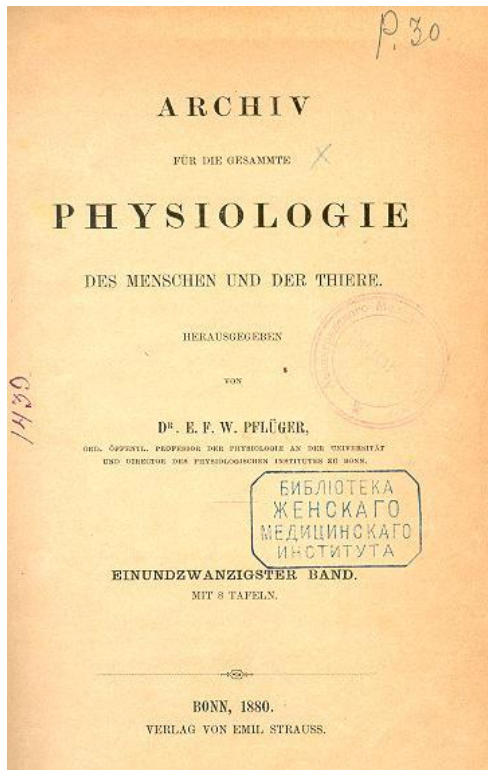 P. 30.
ARCHIV
FÜR DIE GESAMMTE
PHYSIOLOGIE
DES MENSCHEN UND DER THIERE.
HERAUSGEGEBEN
VON
DR. E. F. W. PFLÜGER,
ORD. ÖFFENTL. PROFESSOR DER PHYSIOLOGIE AN DER UNIVERSITÄT
UND DIRECTOR DES PHYSIOLOGISCHEN INSTITUTES ZU BONN.
1439.
БИБЛІОТЕКА
ЖЕНСКАГО
МЕДИЦИНСКАГО
ИНСТИТУТА
EINUNDZWANZIGSTER BAND.
MIT 8 TAFELN.
BONN, 1880.
VERLAG VON EMIL STRAUSS.